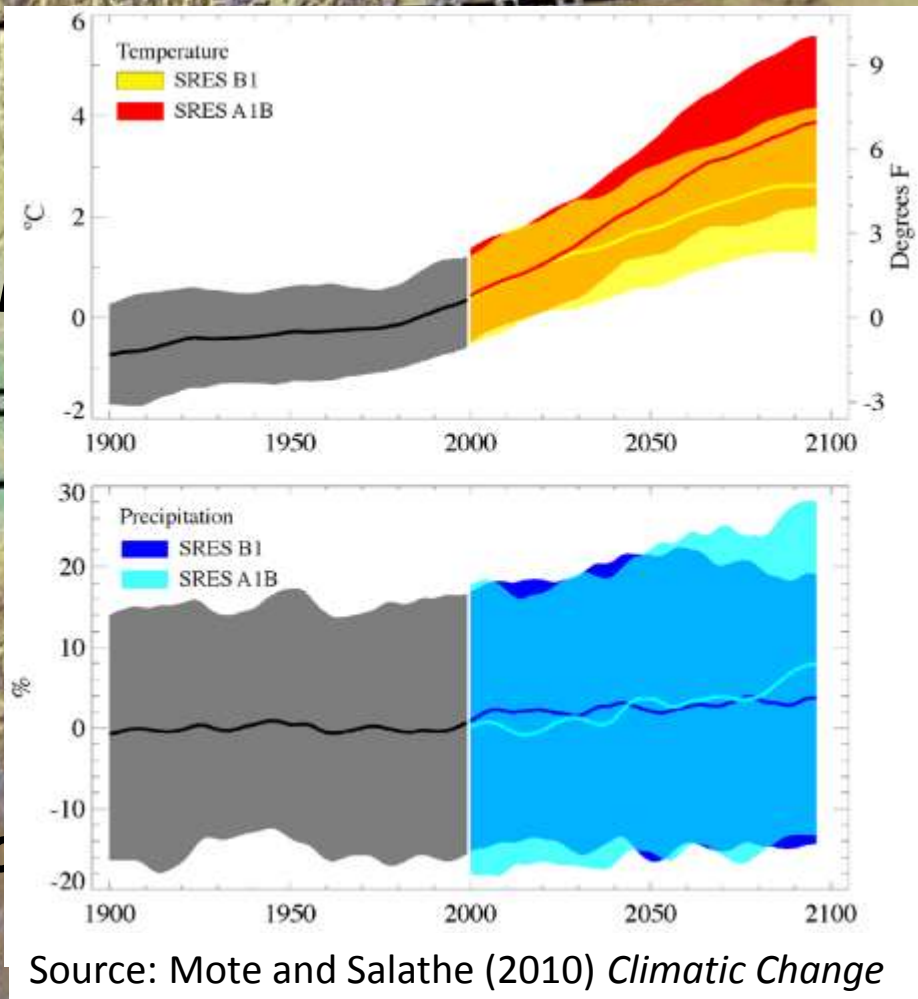 6
4
2
0
-2
°C
Temperature
SRES B1
SRES A1B
9
6
3
0
-3
Degrees F
1900 1950 2000 2050 2100
30
20
10
0
-10
-20
%
Precipitation
SRES B1
SRES A1B
1900 1950 2000 2050 2100
Source: Mote and Salathe (2010) Climatic Change